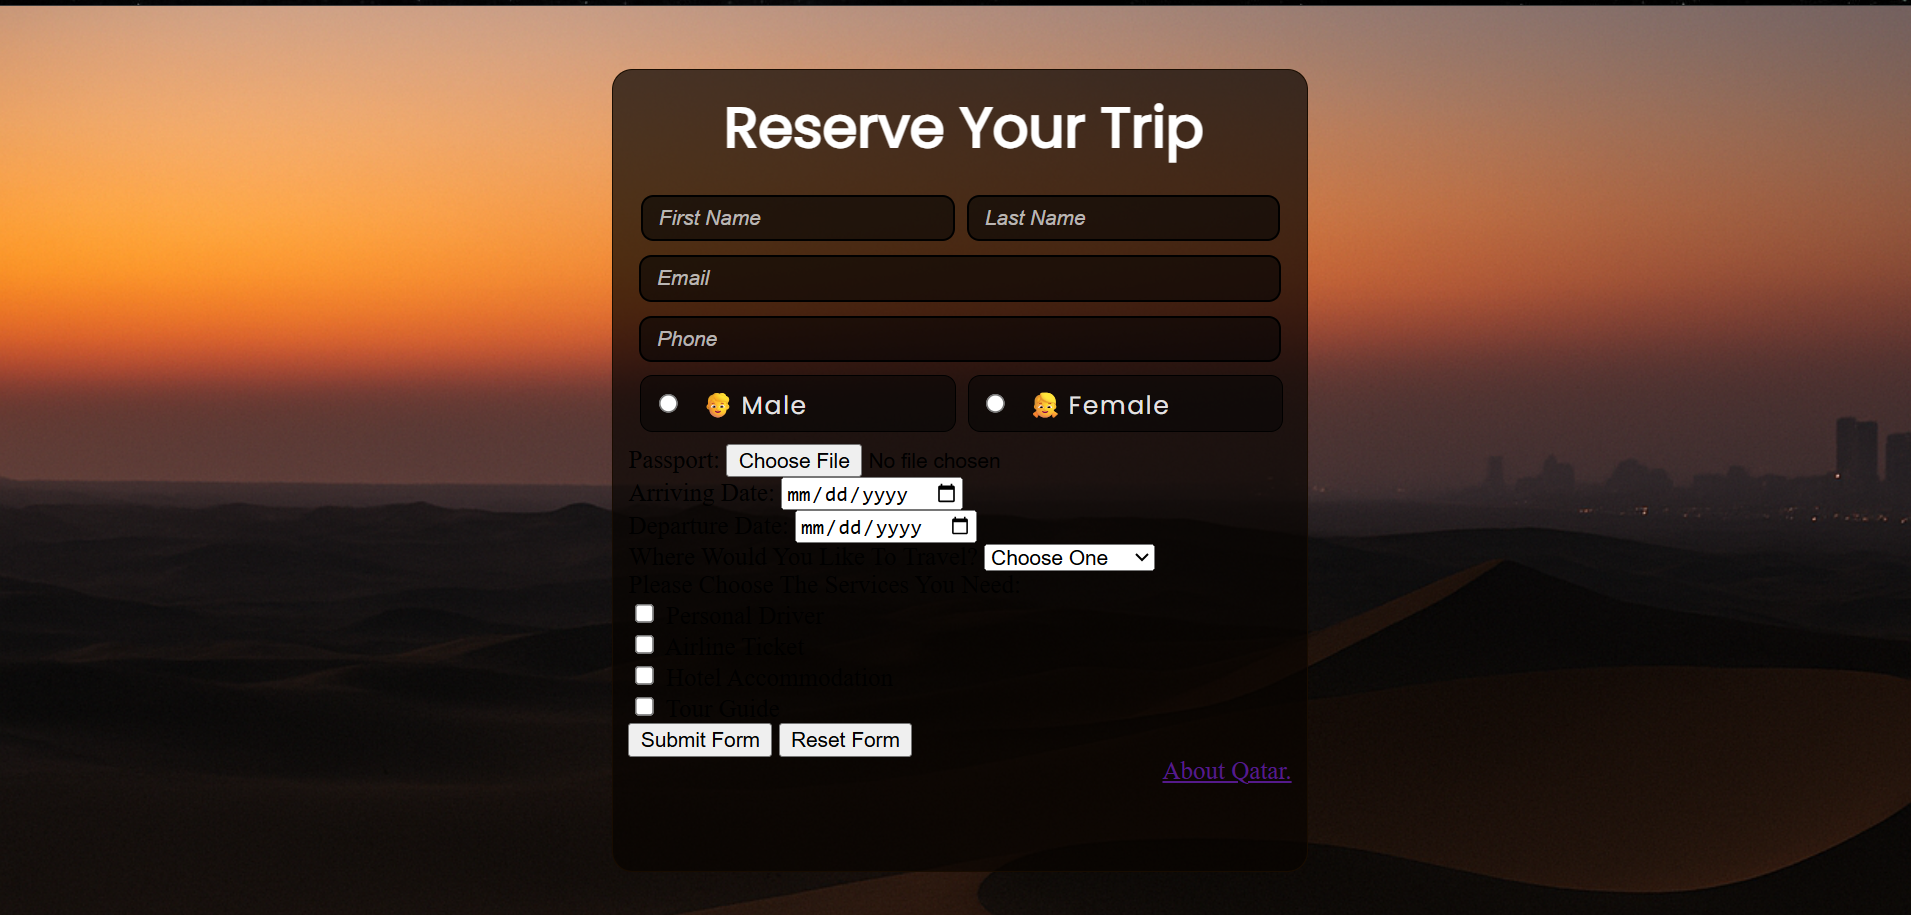 Reserve Your Trip
First Name Last Name
Email
Phone
Male Female
Passport: Choose File No file chosen
Arriving Date: mm/dd/yyyy
Departure Date: mm/dd/yyyy
Where Would You Like To Travel? Choose One
Please Choose The Services You Need:
Personal Driver
Airline Ticket
Hotel Accommodation
Tour Guide
Submit Form Reset Form
About Qatar.